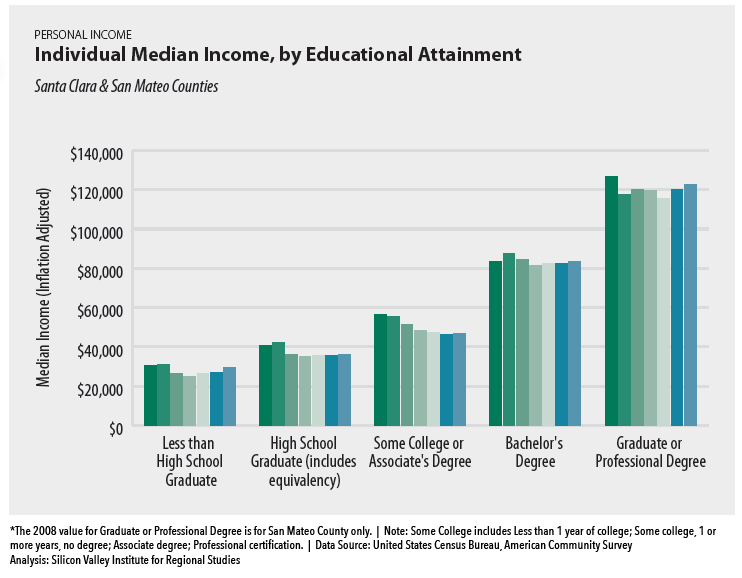 PERSONAL INCOME
Individual Median Income, by Educational Attainment
Santa Clara & San Mateo Counties
Median Income (Inflation Adjusted)
$140,000
$120,000
$100,000
$80,000
$60,000
$40,000
$20,000
$0
Less than
High School
Graduate
High School
Graduate (includes
equivalency)
Some College or
Associate's Degree
Bachelor's
Degree
Graduate or
Professional Degree
*The 2008 value for Graduate or Professional Degree is for San Mateo County only. | Note: Some College includes Less than 1 year of college; Some college, 1 or
more years, no degree; Associate degree; Professional certification. | Data Source: United States Census Bureau, American Community Survey
Analysis: Silicon Valley Institute for Regional Studies